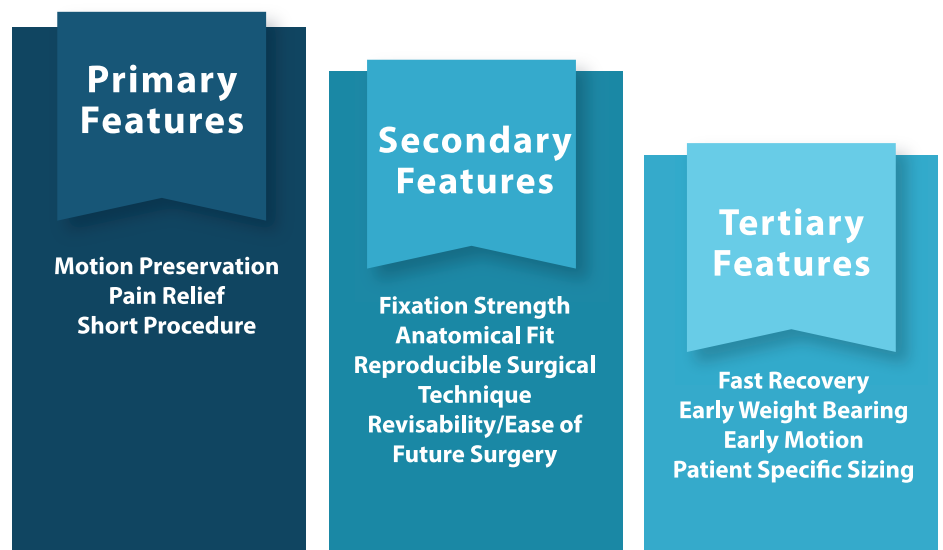 Primary
Features
Motion Preservation
Pain Relief
Short Procedure
Secondary
Features
Fixation Strength
Anatomical Fit
Reproducible Surgical
Technique
Revisability/Ease of
Future Surgery
Tertiary
Features
Fast Recovery
Early Weight Bearing
Early Motion
Patient Specific Sizing